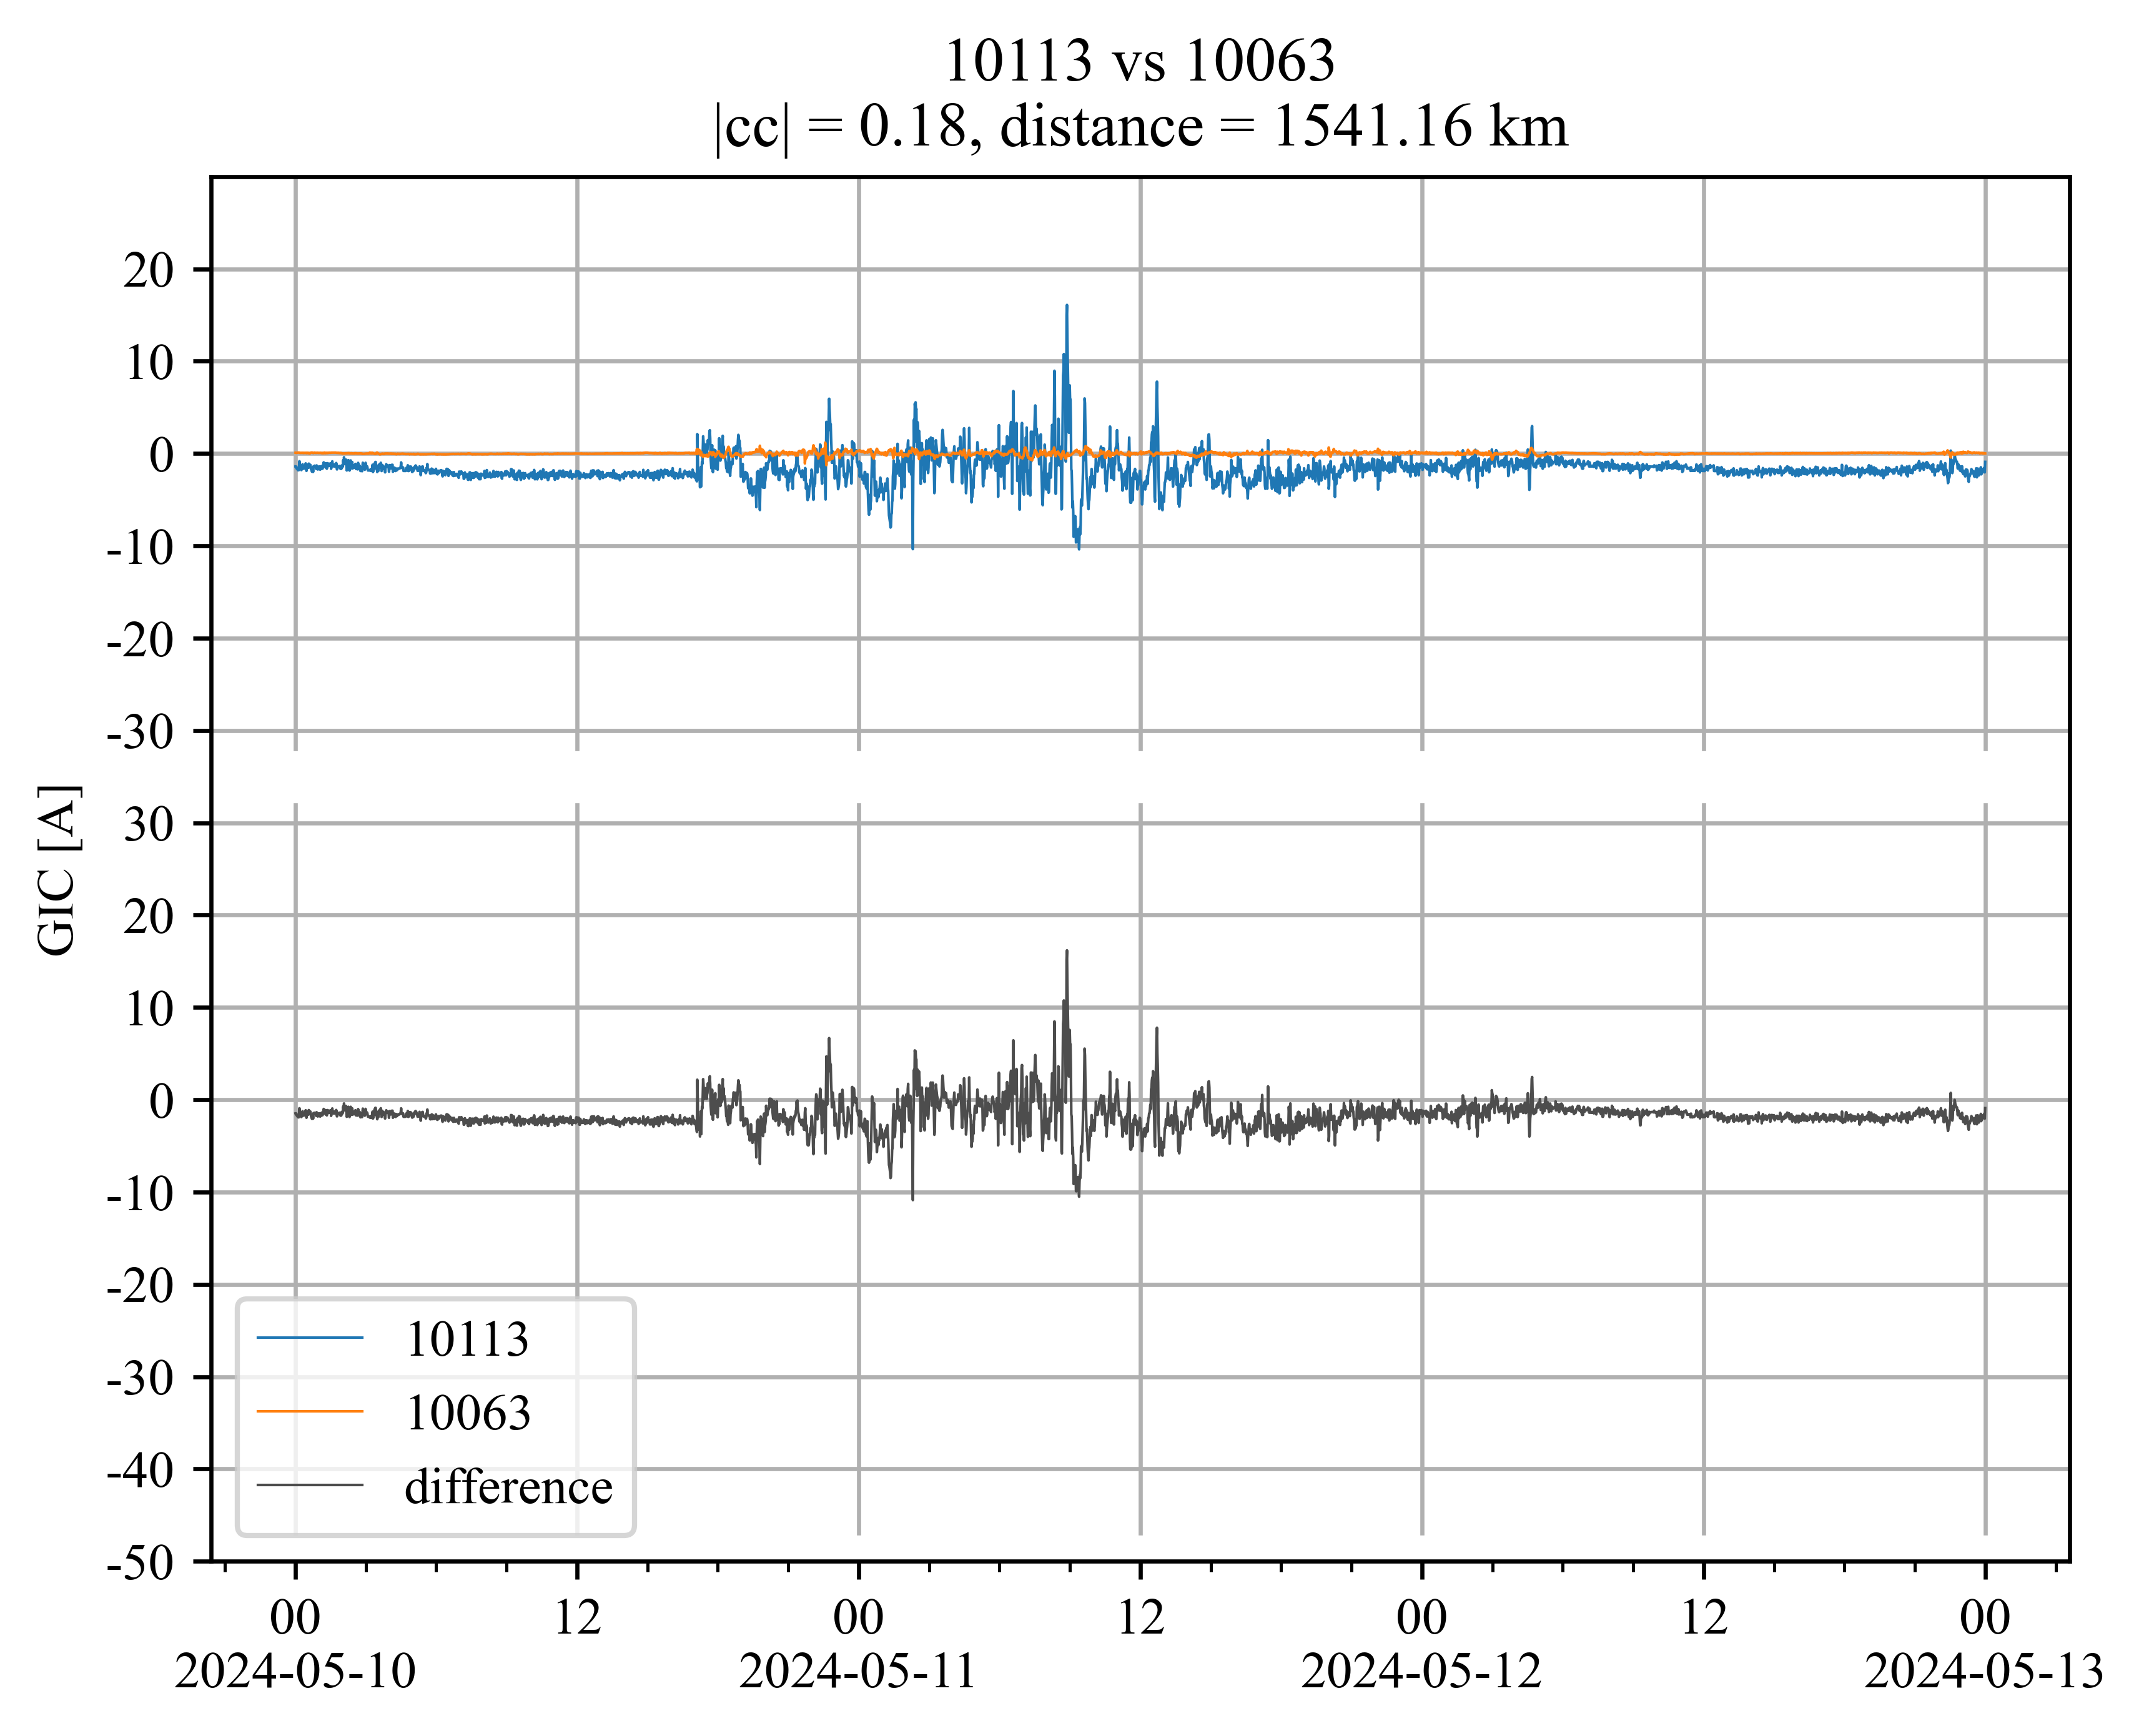 10113 vs 10063
|cc| = 0.18, distance = 1541.16 km
20
10
0
-10
-20
-30
30
20
10
0
-10
-20
-30
-40
-50
GIC [A]
10113
10063
difference
00 12 00 12 00 12 00
2024-05-10 2024-05-11 2024-05-12 2024-05-13